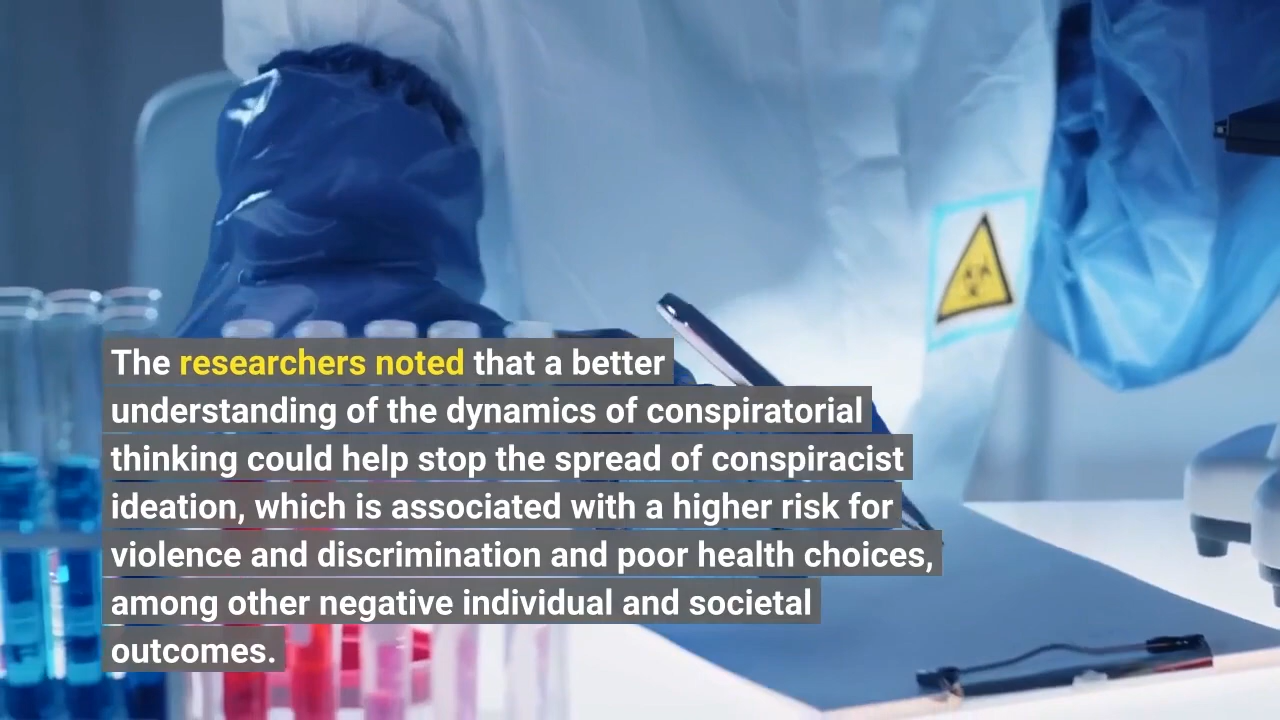 The researchers noted that a better
understanding of the dynamics of conspiratorial
thinking could help stop the spread of conspiracist
ideation, which is associated with a higher risk for
violence and discrimination and poor health choices,
among other negative individual and societal
outcomes.